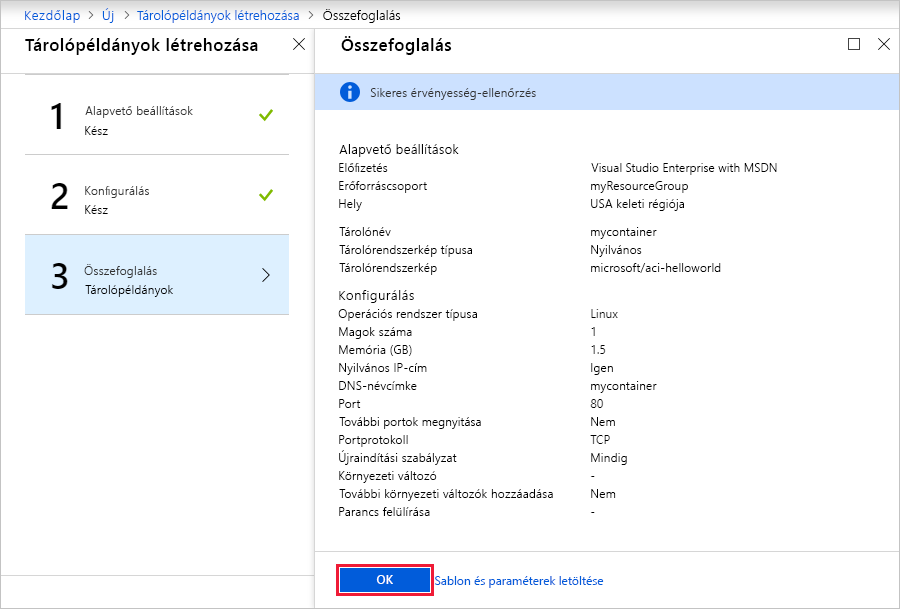 Kezdőlap > Új > Tárolópéldányok létrehozása > Összefoglalás
Tárolópéldányok létrehozása
1
Alapvető beállítások
Kész
2
Konfigurálás
Kész
3
Összefoglalás
Tárolópéldányok
Összefoglalás
Sikeres érvényesség-ellenőrzés
Alapvető beállítások
Előfizetés Visual Studio Enterprise with MSDN
Erőforráscsoport myResourceGroup
Hely USA keleti régiója
Tárolónév mycontainer
Tárolórendszerkép típusa Nyilvános
Tárolórendszerkép microsoft/aci-helloworld
Konfigurálás
Operációs rendszer típusa Linux
Magok száma 1
Memória (GB) 1.5
Nyilvános IP-cím Igen
DNS-névcímke mycontainer
Port 80
További portok megnyitása Nem
Portprotokoll TCP
Újraindítási szabályzat Mindig
Környezeti változó -
További környezeti változók hozzáadása Nem
Parancs felülírása -
OK Sablon és paraméterek letöltése